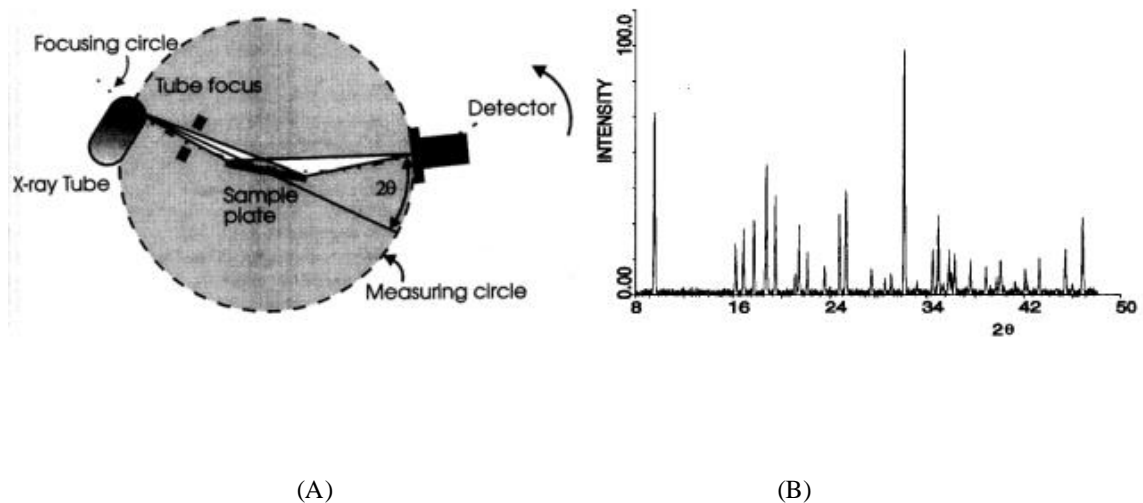 Focusing circle
Tube focus
Detector
X-ray Tube
Sample
plate
2θ
Measuring circle
100.0
INTENSITY
0.00
8 16 24 34 42 50
2θ
(A) (B)